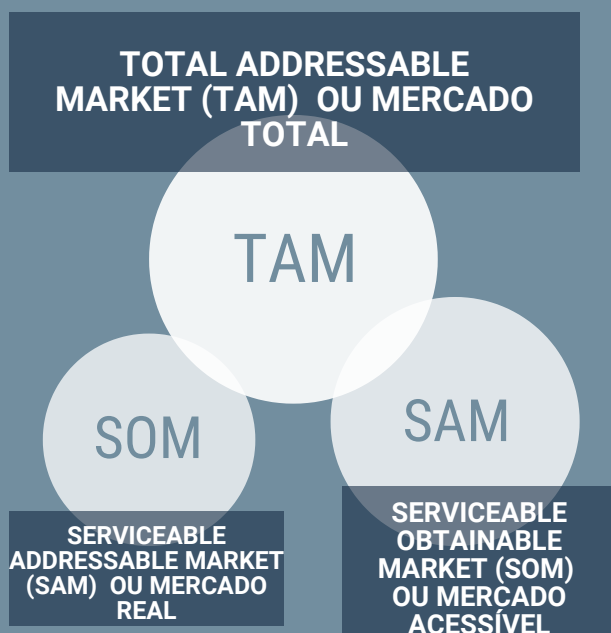 TOTAL ADDRESSABLE
MARKET (TAM) OU MERCADO
TOTAL
TAM
SOM
SAM
SERVICEABLE
ADDRESSABLE MARKET
(SAM) OU MERCADO
REAL
SERVICEABLE
OBTAINABLE
MARKET (SOM)
OU MERCADO
ACESSÍVEL